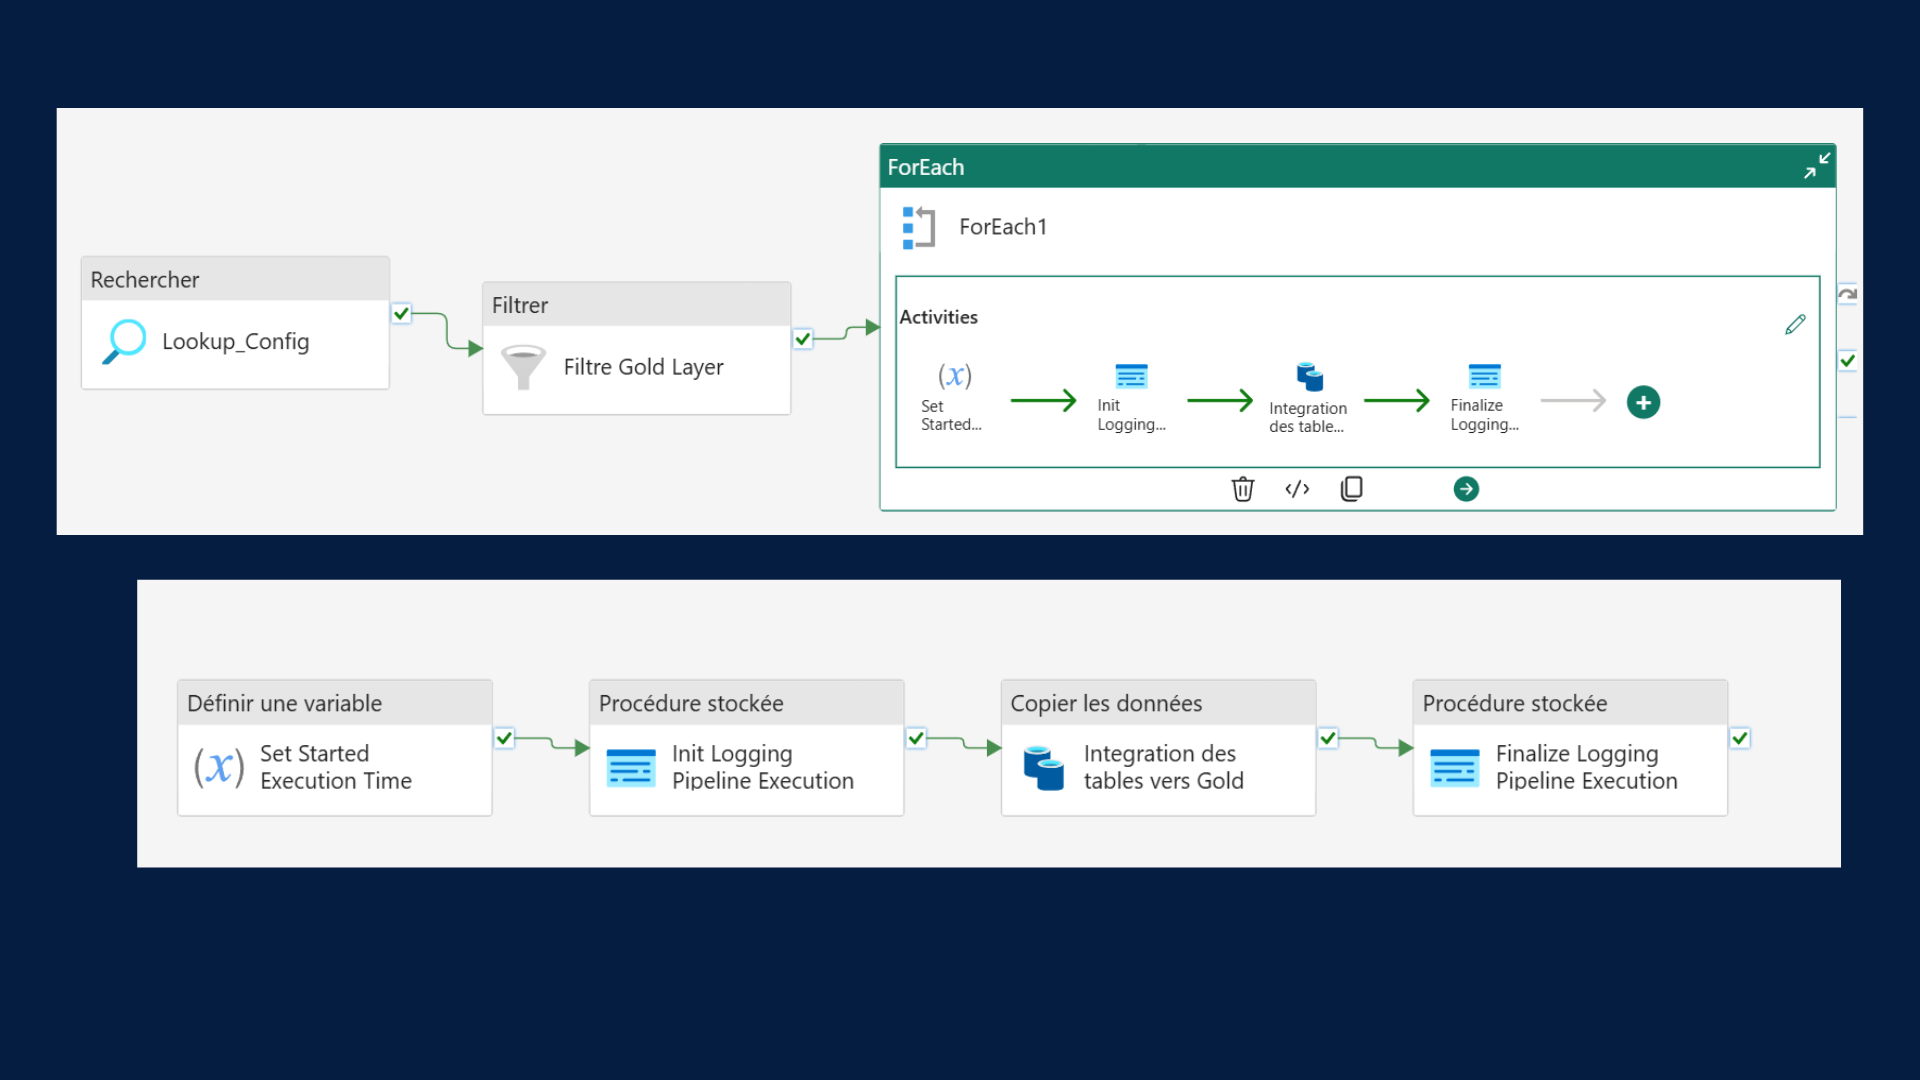 ForEach
ForEach1
Rechercher
Lookup_Config
Filtrer
Filtre Gold Layer
Activities
(x)
Set
Started...
Init
Logging...
Integration
des table...
Finalize
Logging...
Définir une variable
(x)
Set Started
Execution Time
Procédure stockée
Init Logging
Pipeline Execution
Copier les données
Integration des
tables vers Gold
Procédure stockée
Finalize Logging
Pipeline Execution